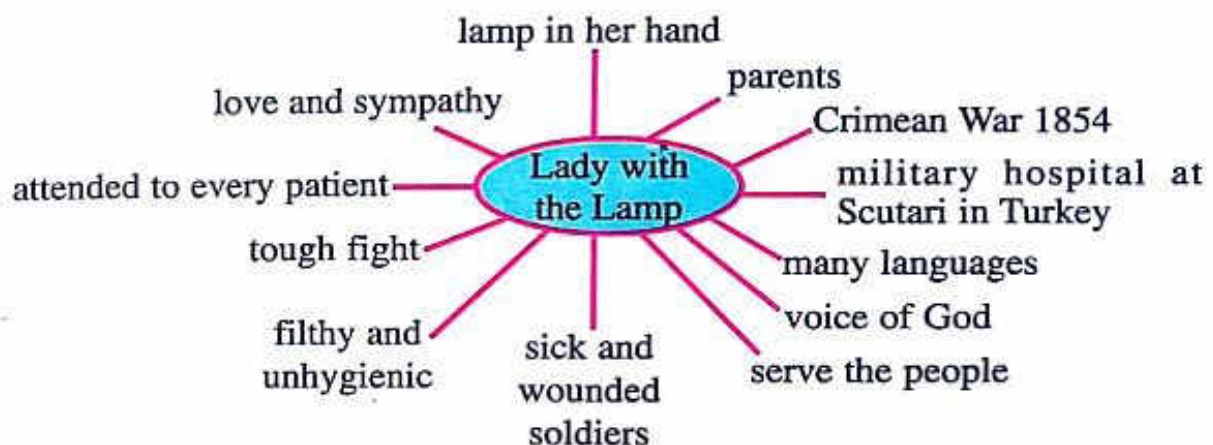 lamp in her hand
parents
love and sympathy
Crimean War 1854
Lady with
the Lamp
attended to every patient
military hospital at
Scutari in Turkey
tough fight
many languages
voice of God
filthy and
unhygienic
sick and
wounded
soldiers
serve the people